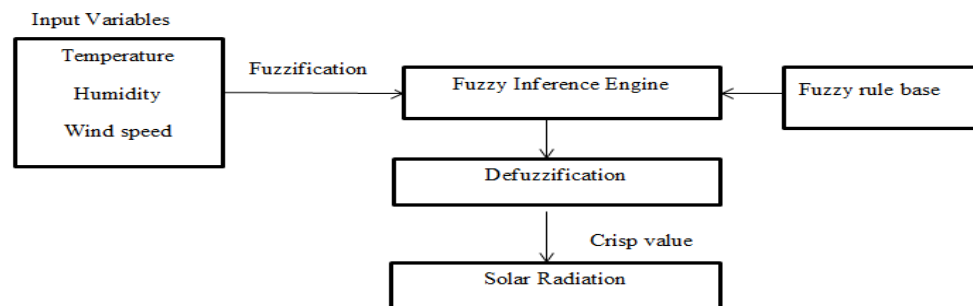 Input Variables
Temperature
Humidity
Wind speed
Fuzzification
Fuzzy Inference Engine
Fuzzy rule base
Defuzzification
Crisp value
Solar Radiation